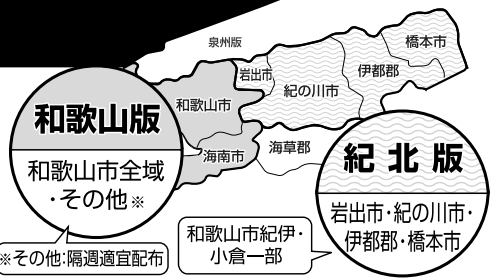 泉州版
橋本市
伊都郡
岩出市
紀の川市
和歌山市
海南市
海草郡
和歌山版
和歌山市全域
・その他※
※その他:隔週適宜配布
紀北版
岩出市・紀の川市・
伊都郡・橋本市
和歌山市紀伊・
小倉一部